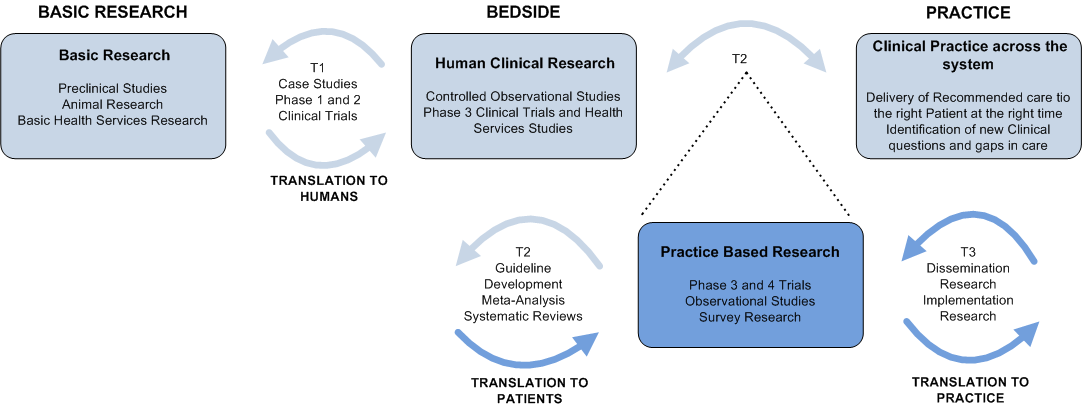 BASIC RESEARCH
BEDSIDE
PRACTICE
Basic Research
Preclinical Studies
Animal Research
Basic Health Services Research
T1
Case Studies
Phase 1 and 2
Clinical Trials
TRANSLATION TO
HUMANS
Human Clinical Research
Controlled Observational Studies
Phase 3 Clinical Trials and Health
Services Studies
T2
Clinical Practice across the
system
Delivery of Recommended care tio
the right Patient at the right time
Identification of new Clinical
questions and gaps in care
T2
Guideline
Development
Meta-Analysis
Systematic Reviews
TRANSLATION TO
PATIENTS
Practice Based Research
Phase 3 and 4 Trials
Observational Studies
Survey Research
T3
Dissemination
Research
Implementation
Research
TRANSLATION TO
PRACTICE